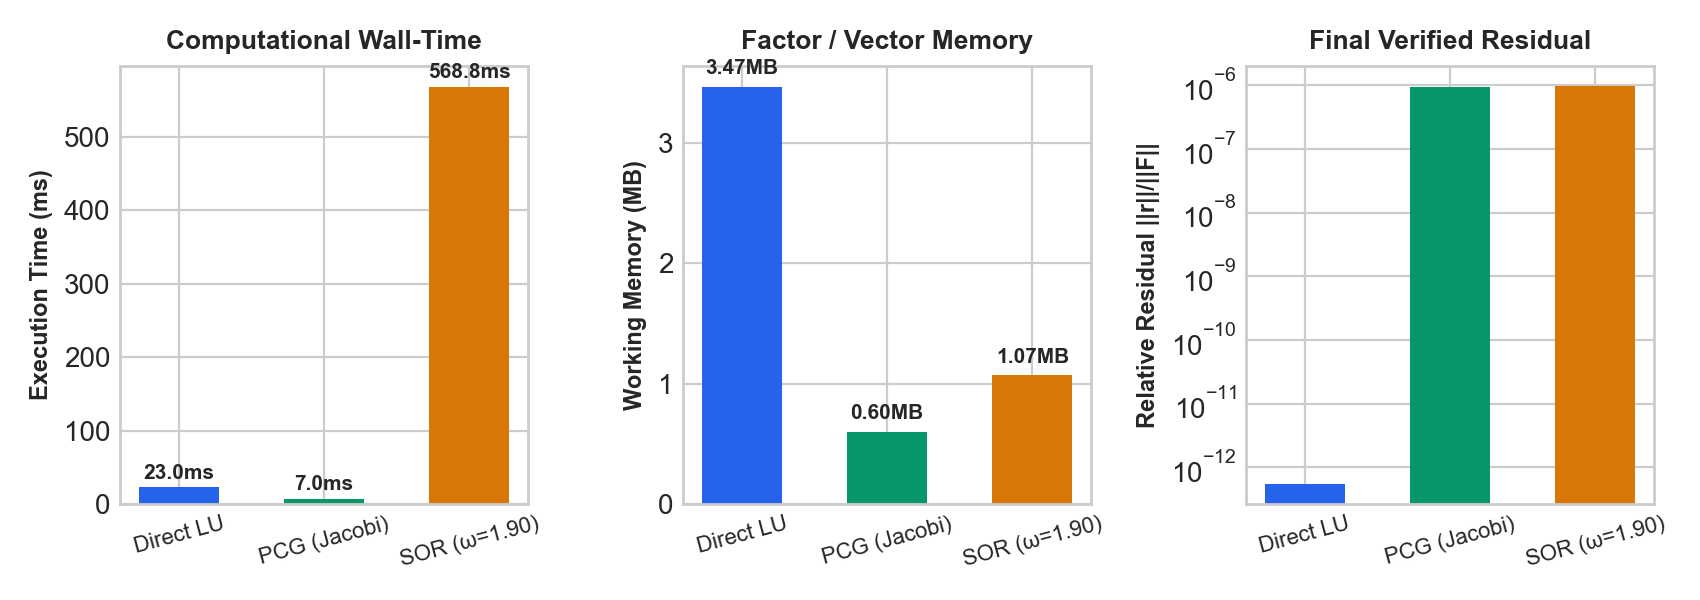 Computational Wall-Time
Execution Time (ms)
500
400
300
200
100
0
568.8ms
23.0ms
7.0ms
Direct LU
PCG (Jacobi)
SOR (ω=1.90)
Factor / Vector Memory
Working Memory (MB)
3
2
1
0
3.47MB
0.60MB
1.07MB
Direct LU
PCG (Jacobi)
SOR (ω=1.90)
Final Verified Residual
Relative Residual ||r||/||F||
10⁻⁶
10⁻⁷
10⁻⁸
10⁻⁹
10⁻¹⁰
10⁻¹¹
10⁻¹²
Direct LU
PCG (Jacobi)
SOR (ω=1.90)